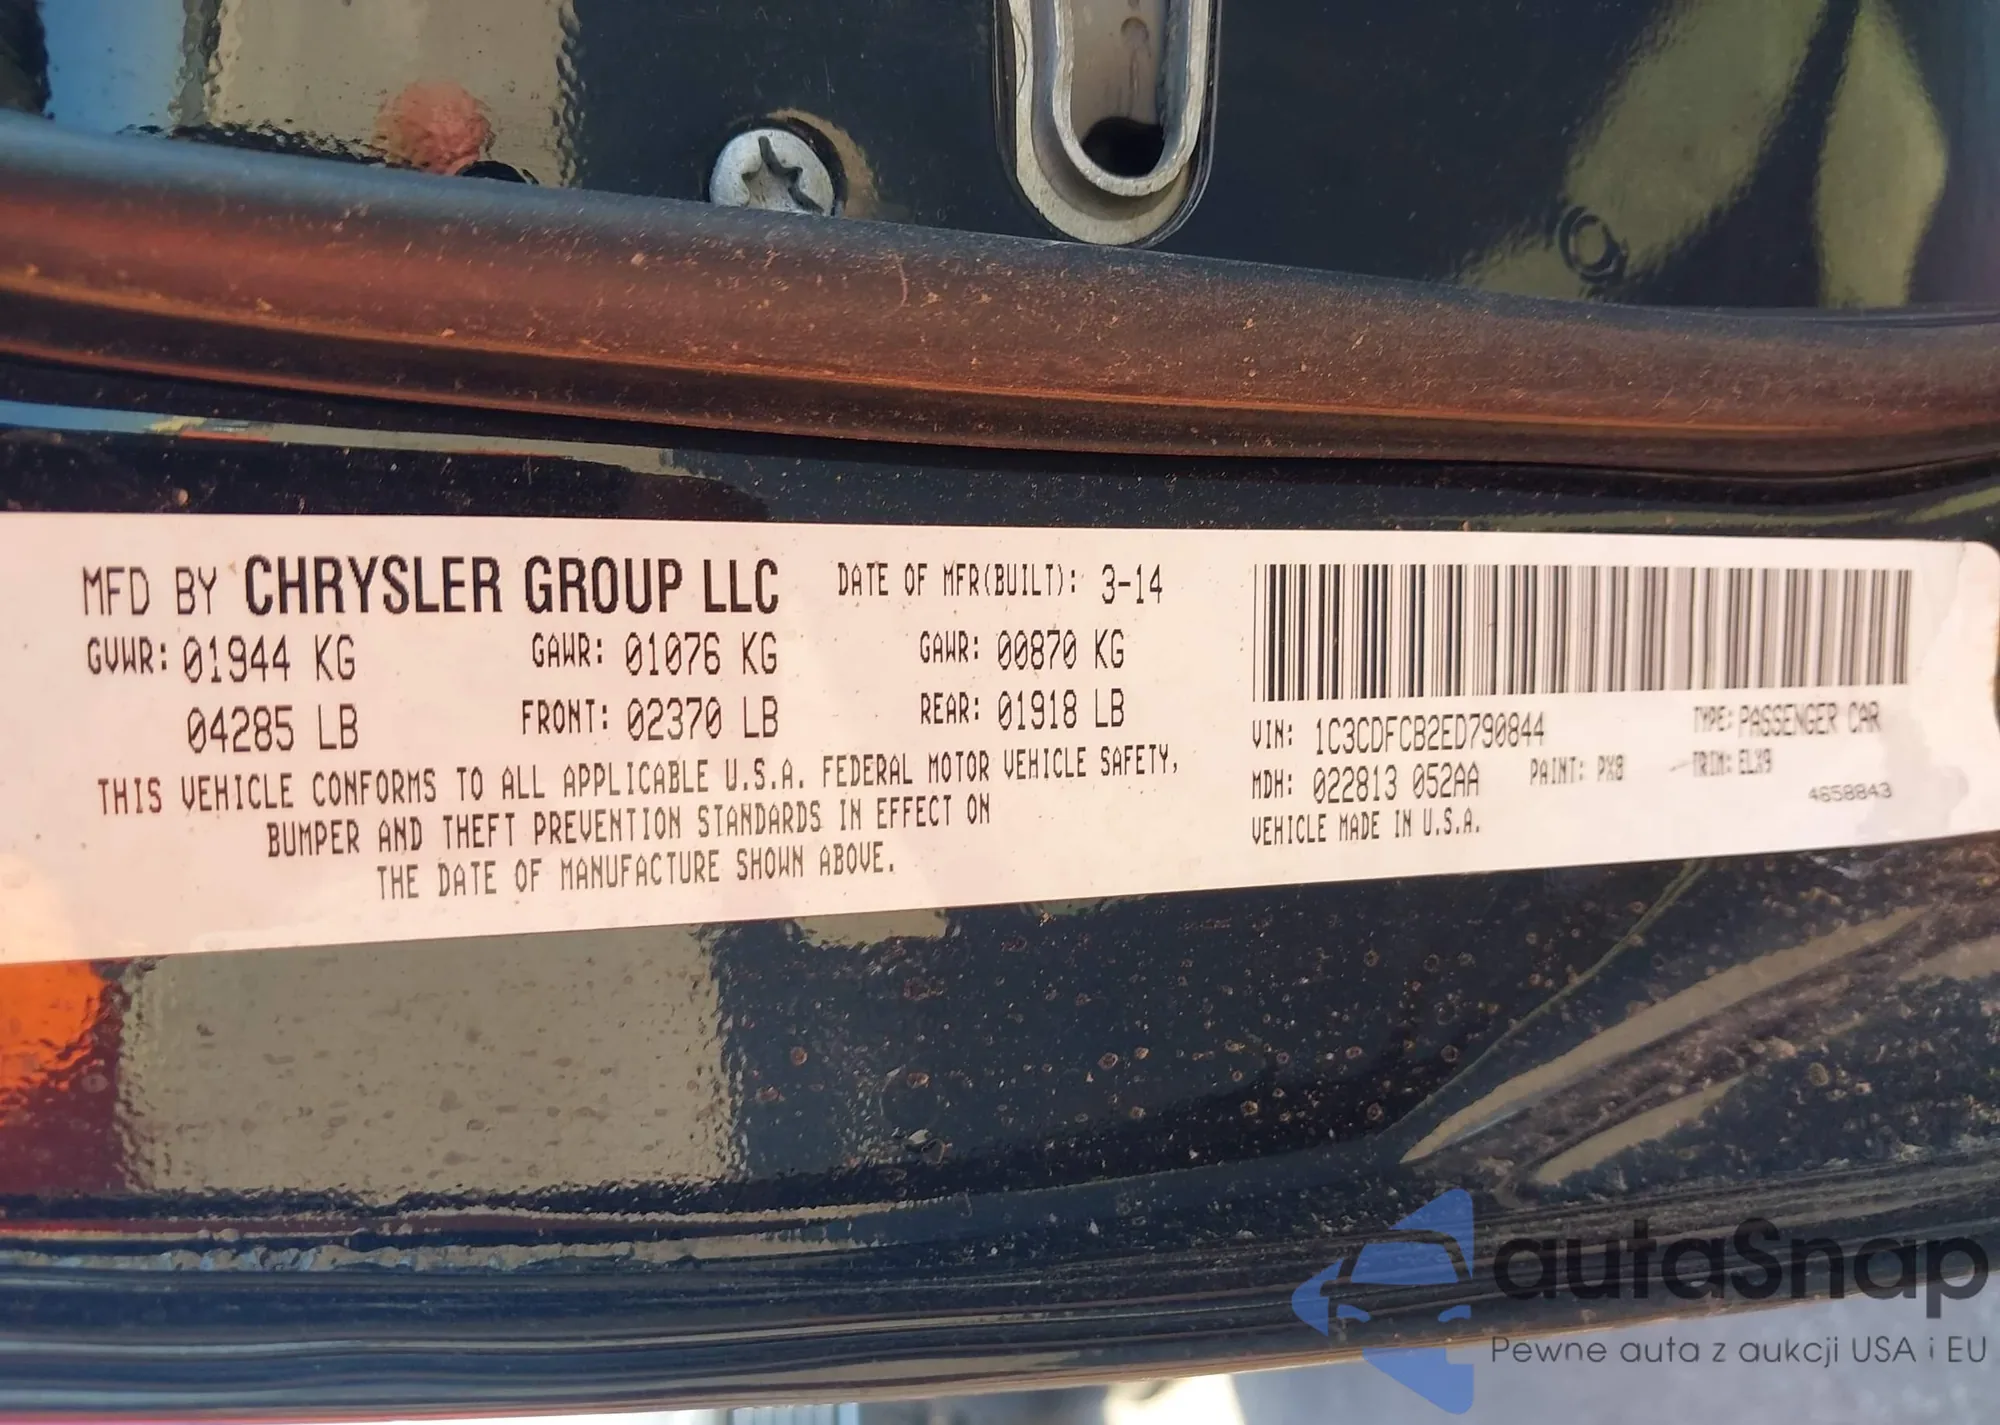 MFD BY CHRYSLER GROUP LLC DATE OF MFR(BUILT): 3-14
GVWR: 01944 KG GAWR: 01076 KG GAWR: 00870 KG
04285 LB FRONT: 02370 LB REAR: 01918 LB
THIS VEHICLE CONFORMS TO ALL APPLICABLE U.S.A. FEDERAL MOTOR VEHICLE SAFETY,
BUMPER AND THEFT PREVENTION STANDARDS IN EFFECT ON
THE DATE OF MANUFACTURE SHOWN ABOVE.
VIN: 1C3CDFCB2ED790844 TYPE: PASSENGER CAR
MDH: 022813 052AA PAINT: PX8 TRIM: ELX9
VEHICLE MADE IN U.S.A. 4658843
autaSnap
Pewne auta z aukcji USA i EU